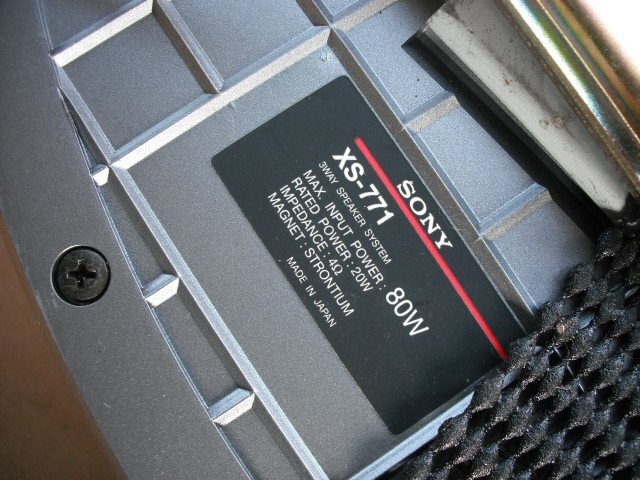 SONY
XS-771
3WAY SPEAKER SYSTEM
MAX. INPUT POWER: 80W
RATED POWER: 20W
IMPEDANCE: 4Ω
MAGNET: STRONTIUM
MADE IN JAPAN